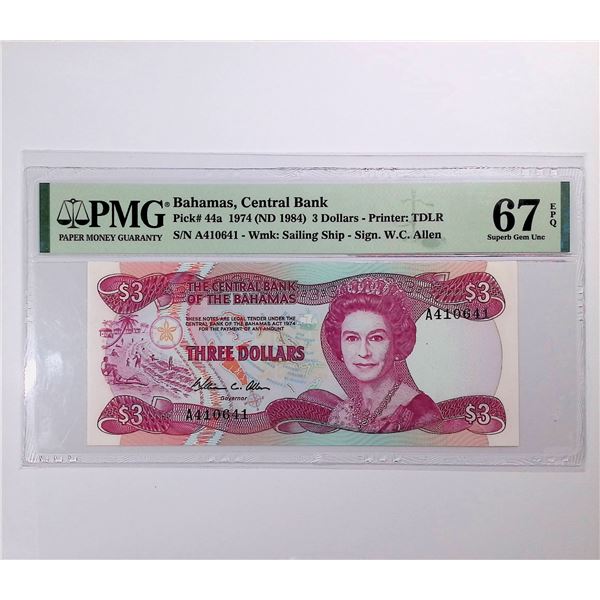 PMG®
PAPER MONEY GUARANTY
Bahamas, Central Bank
Pick# 44a 1974 (ND 1984) 3 Dollars - Printer: TDLR
S/N A410641 - Wmk: Sailing Ship - Sign. W.C. Allen
67
EPQ
Superb Gem Unc
$3
THE CENTRAL BANK
OF THE BAHAMAS
$3
A410641
THESE NOTES ARE LEGAL TENDER UNDER THE
CENTRAL BANK OF THE BAHAMAS ACT 1974
FOR THE PAYMENT OF ANY AMOUNT
THREE DOLLARS
William C. Allen
Governor
$3
A410641
$3